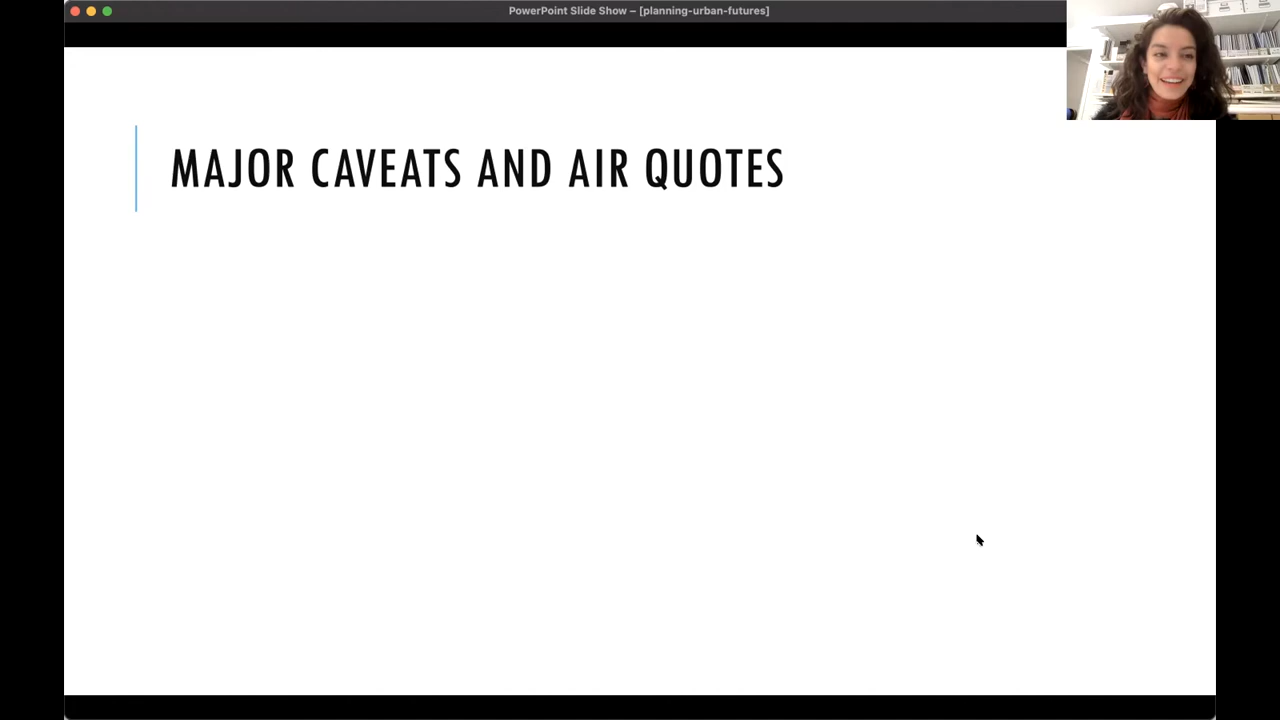 PowerPoint Slide Show – [planning-urban-futures]
MAJOR CAVEATS AND AIR QUOTES